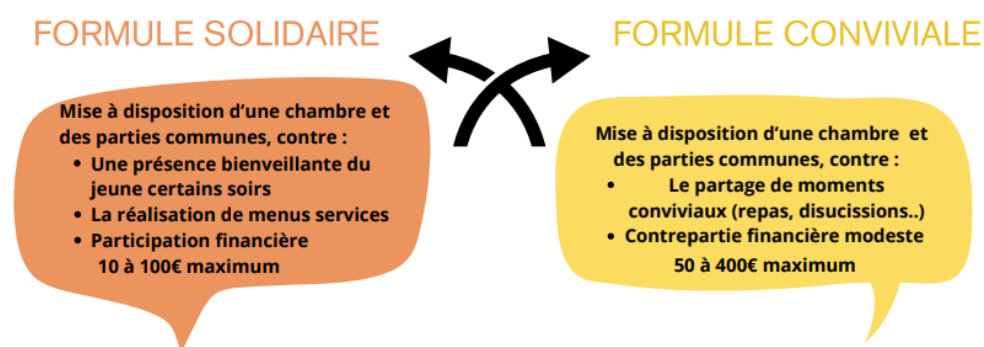 FORMULE SOLIDAIRE
Mise à disposition d'une chambre et
des parties communes, contre :
• Une présence bienveillante du
jeune certains soirs
• La réalisation de menus services
• Participation financière
10 à 100€ maximum
FORMULE CONVIVIALE
Mise à disposition d'une chambre et
des parties communes, contre :
• Le partage de moments
conviviaux (repas, disucissions..)
• Contrepartie financière modeste
50 à 400€ maximum